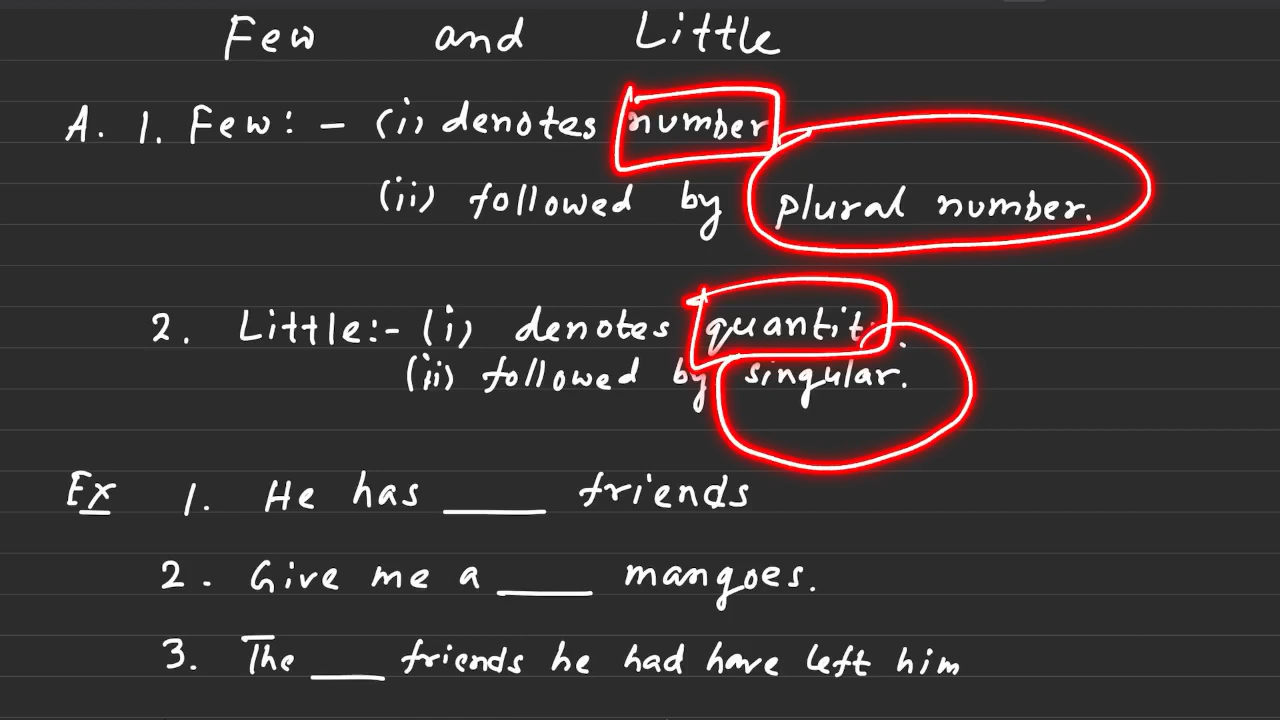 Few and Little
A. 1. Few: - (i) denotes number
(ii) followed by plural number.
2. Little:- (i) denotes quantit .
(ii) followed by singular.
Ex 1. He has ____ friends
2. Give me a ____ mangoes.
3. The ____ friends he had have left him